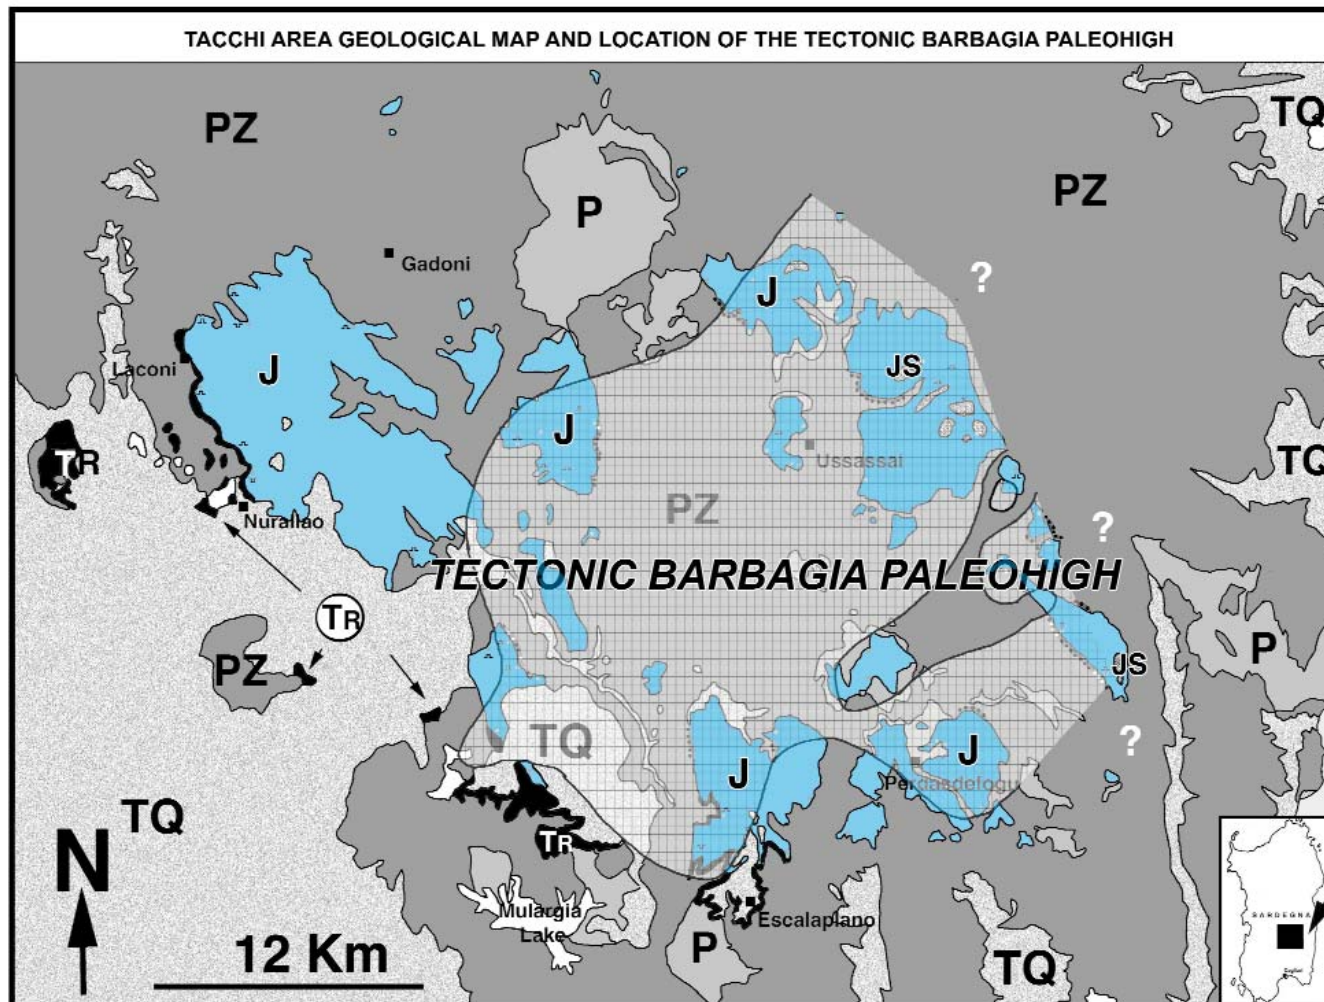 TACCHI AREA GEOLOGICAL MAP AND LOCATION OF THE TECTONIC BARBAGIA PALEOHIGH
TQ
PZ
PZ
P
Gadoni
?
J
Laconi
J
JS
J
TR
Ussassai
TQ
PZ
Nurallao
?
TECTONIC BARBAGIA PALEOHIGH
TR
PZ
P
JS
TQ
?
J
J
Perdasdefogu
TQ
N
TR
Mulargia
Lake
Escalaplano
P
TQ
12 Km
SARDEGNA